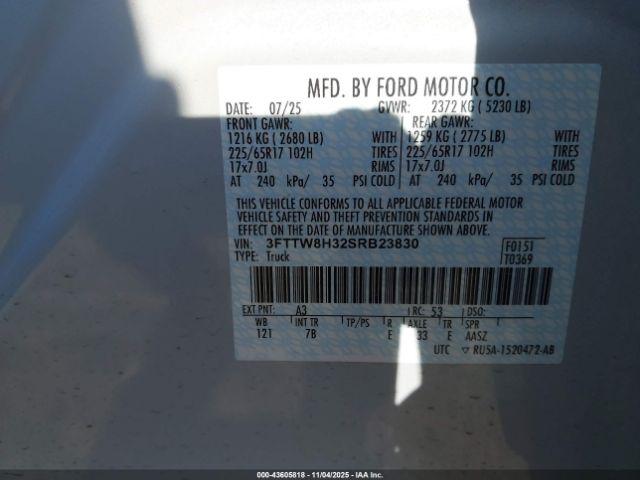 MFD. BY FORD MOTOR CO.
DATE: 07/25 GVWR: 2372 KG ( 5230 LB)
FRONT GAWR: REAR GAWR:
1216 KG ( 2680 LB) WITH 1259 KG ( 2775 LB) WITH
225/65R17 102H TIRES 225/65R17 102H TIRES
17x7.0J RIMS 17x7.0J RIMS
AT 240 kPa/ 35 PSI COLD AT 240 kPa/ 35 PSI COLD
THIS VEHICLE CONFORMS TO ALL APPLICABLE FEDERAL MOTOR
VEHICLE SAFETY AND THEFT PREVENTION STANDARDS IN
EFFECT ON THE DATE OF MANUFACTURE SHOWN ABOVE.
VIN: 3FTTW8H32SRB23830 F0151
TYPE: Truck T0369
EXT PNT: A3 RC: 53 DSO:
WB INT TR TP/PS R AXLE TR SPR
121 7B E 33 E AASZ
UTC ▽ RU5A-1520472-AB
000-43605818 - 11/04/2025 - IAA Inc.